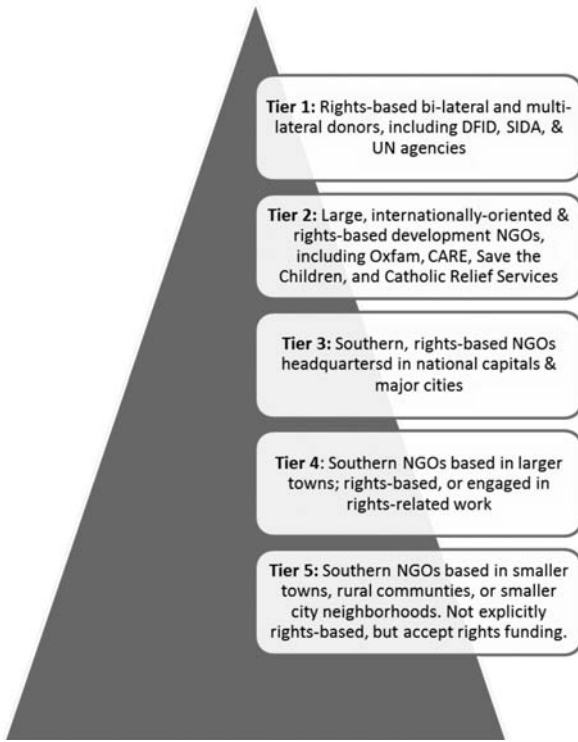 Tier 1: Rights-based bi-lateral and multi-
lateral donors, including DFID, SIDA, &
UN agencies
Tier 2: Large, internationally-oriented &
rights-based development NGOs,
including Oxfam, CARE, Save the
Children, and Catholic Relief Services
Tier 3: Southern, rights-based NGOs
headquartersd in national capitals &
major cities
Tier 4: Southern NGOs based in larger
towns; rights-based, or engaged in
rights-related work
Tier 5: Southern NGOs based in smaller
towns, rural communties, or smaller
city neighborhoods. Not explicitly
rights-based, but accept rights funding.